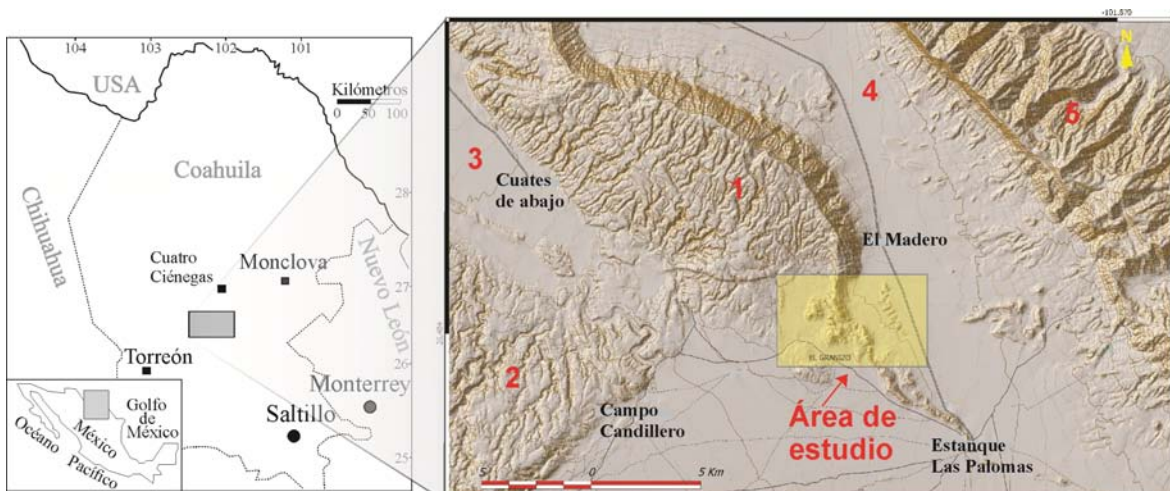 104 103 102 101
USA
Kilómetros
0 50 100
Coahuila
Chihuahua
28
Cuatro
Ciénegas
Monclova
27
Nuevo León
26
Torreón
Monterrey
Saltillo
25
Golfo
de
México
México
Océano
Pacífico
-101.570
N
4
5
3
Cuates
de abajo
1
El Madero
2
EL GRANIZO
Campo
Candillero
Área de
estudio
Estanque
Las Palomas
5 0 5 Km